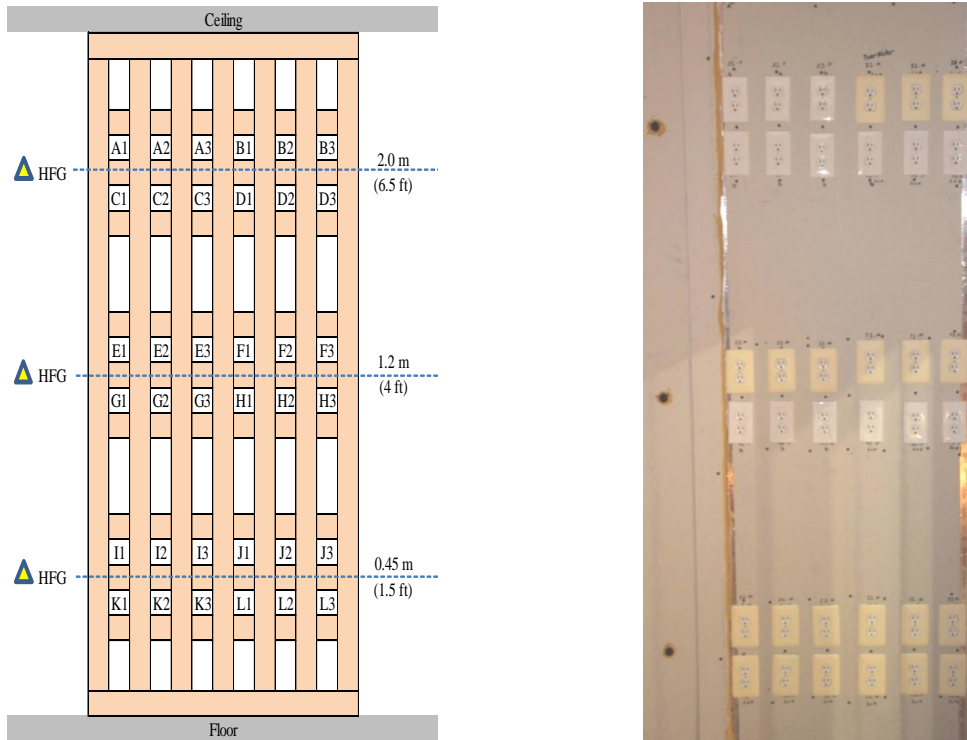 Ceiling
A1 A2 A3 B1 B2 B3
HFG
2.0 m
(6.5 ft)
C1 C2 C3 D1 D2 D3
E1 E2 E3 F1 F2 F3
HFG
1.2 m
(4 ft)
G1 G2 G3 H1 H2 H3
I1 I2 I3 J1 J2 J3
HFG
0.45 m
(1.5 ft)
K1 K2 K3 L1 L2 L3
Floor